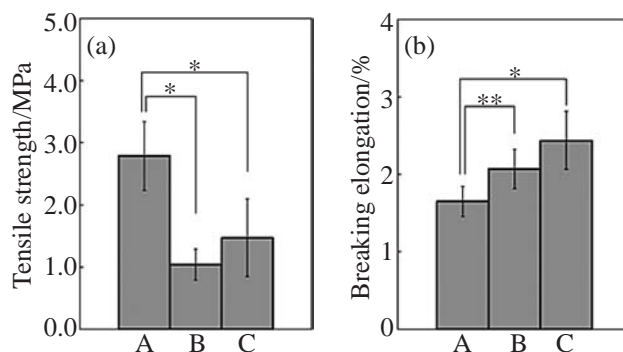 (a)
Tensile strength/MPa
5.0
4.0
3.0
2.0
1.0
0.0
*
*
A B C
(b)
Breaking elongation/%
4
3
2
1
0
*
**
A B C